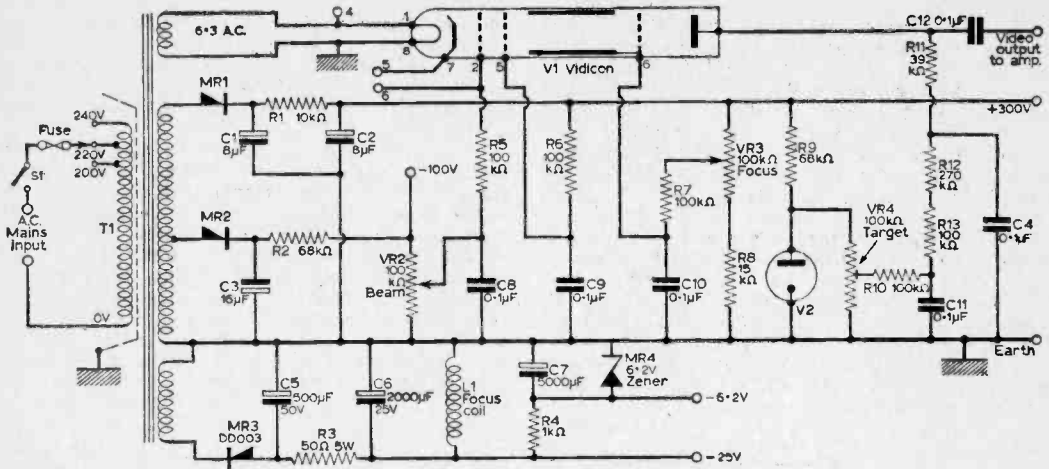 6·3 A.C.
4
1
8
7
2
5
6
V1 Vidicon
5
6
C12 0·1µF
Video
output
to amp.
R11
39
kΩ
+300V
MR1
R1
10kΩ
C1
8µF
C2
8µF
240V
Fuse
220V
200V
S1
A.C.
Mains
Input
T1
0V
−100V
MR2
R2
68kΩ
C3
16µF
VR2
100
kΩ
Beam
R5
100
kΩ
C8
0·1µF
R6
100
kΩ
C9
0·1µF
R7
100kΩ
C10
0·1µF
VR3
100kΩ
Focus
R8
15
kΩ
R9
68kΩ
V2
VR4
100kΩ
Target
R10 100kΩ
R12
270
kΩ
R13
100
kΩ
C4
0·1µF
C11
0·1µF
Earth
C5
500µF
50V
C6
2000µF
25V
L1
Focus
coil
C7
5000µF
MR4
6·2V
Zener
−6·2V
R4
1kΩ
MR3
DD003
R3
50Ω 5W
−25V